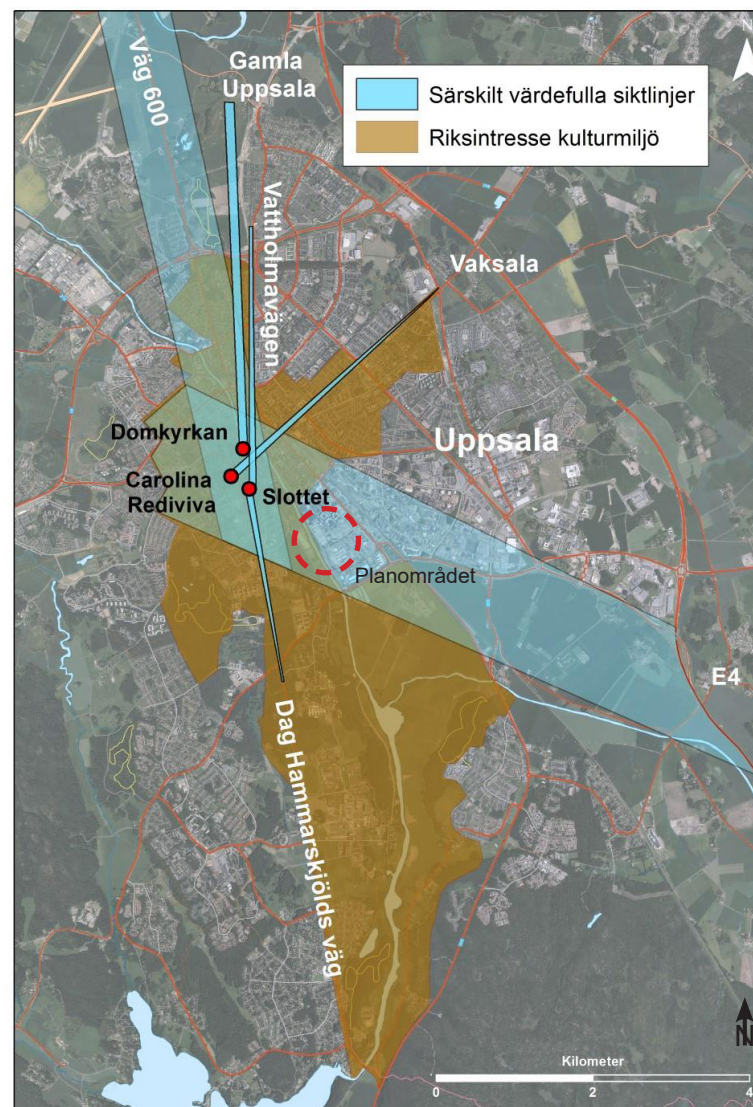 Väg 600
Gamla
Uppsala
Särskilt värdefulla siktlinjer
Riksintresse kulturmiljö
Vattholmavägen
Vaksala
Domkyrkan
Uppsala
Carolina
Rediviva
Slottet
Planområdet
E4
Dag Hammarskjölds väg
N
Kilometer
0 2 4